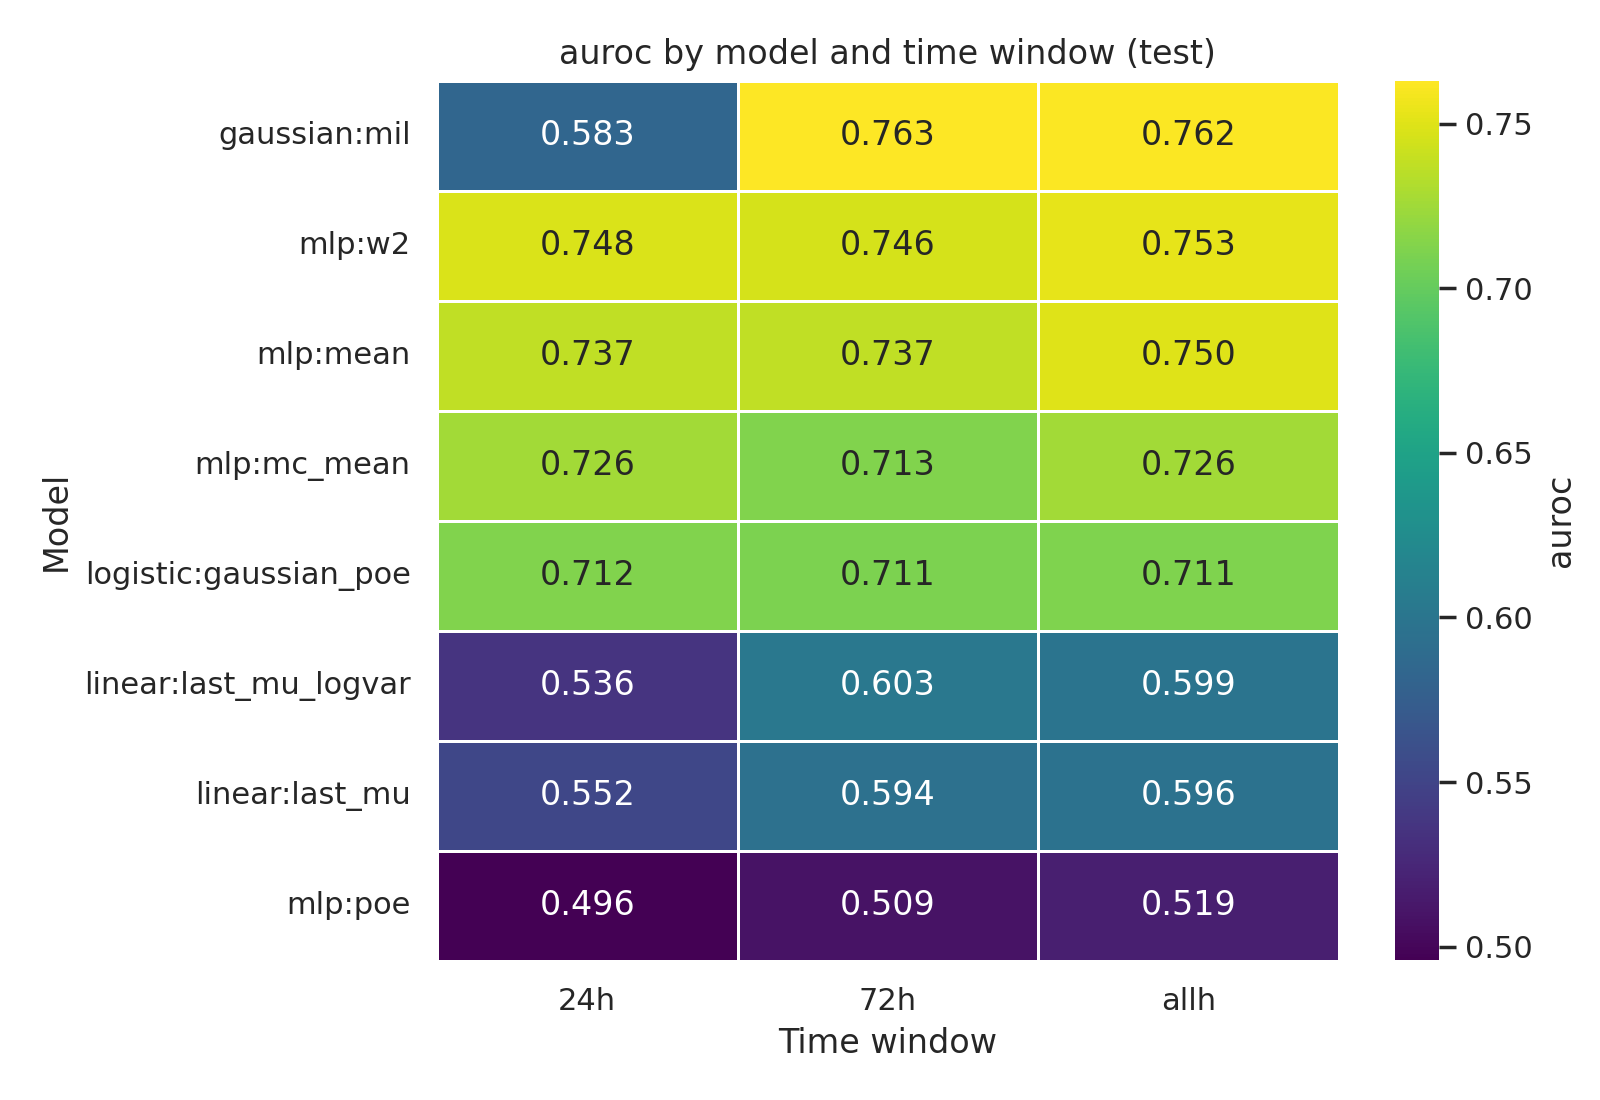 auroc by model and time window (test)
gaussian:mil 0.583 0.763 0.762
mlp:w2 0.748 0.746 0.753
mlp:mean 0.737 0.737 0.750
mlp:mc_mean 0.726 0.713 0.726
logistic:gaussian_poe 0.712 0.711 0.711
linear:last_mu_logvar 0.536 0.603 0.599
linear:last_mu 0.552 0.594 0.596
mlp:poe 0.496 0.509 0.519
24h 72h allh
Time window
Model
0.75
0.70
0.65
0.60
0.55
0.50
auroc